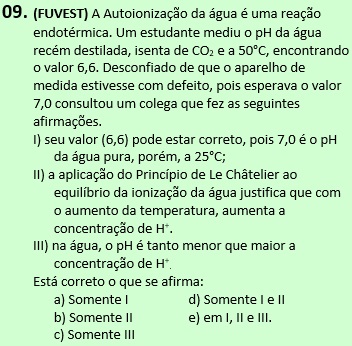 09. (FUVEST) A Autoionização da água é uma reação
endotérmica. Um estudante mediu o pH da água
recém destilada, isenta de CO₂ e a 50°C, encontrando
o valor 6,6. Desconfiado de que o aparelho de
medida estivesse com defeito, pois esperava o valor
7,0 consultou um colega que fez as seguintes
afirmações.
I) seu valor (6,6) pode estar correto, pois 7,0 é o pH
da água pura, porém, a 25°C;
II) a aplicação do Princípio de Le Châtelier ao
equilíbrio da ionização da água justifica que com
o aumento da temperatura, aumenta a
concentração de H⁺.
III) na água, o pH é tanto menor que maior a
concentração de H⁺.
Está correto o que se afirma:
a) Somente I d) Somente I e II
b) Somente II e) em I, II e III.
c) Somente III